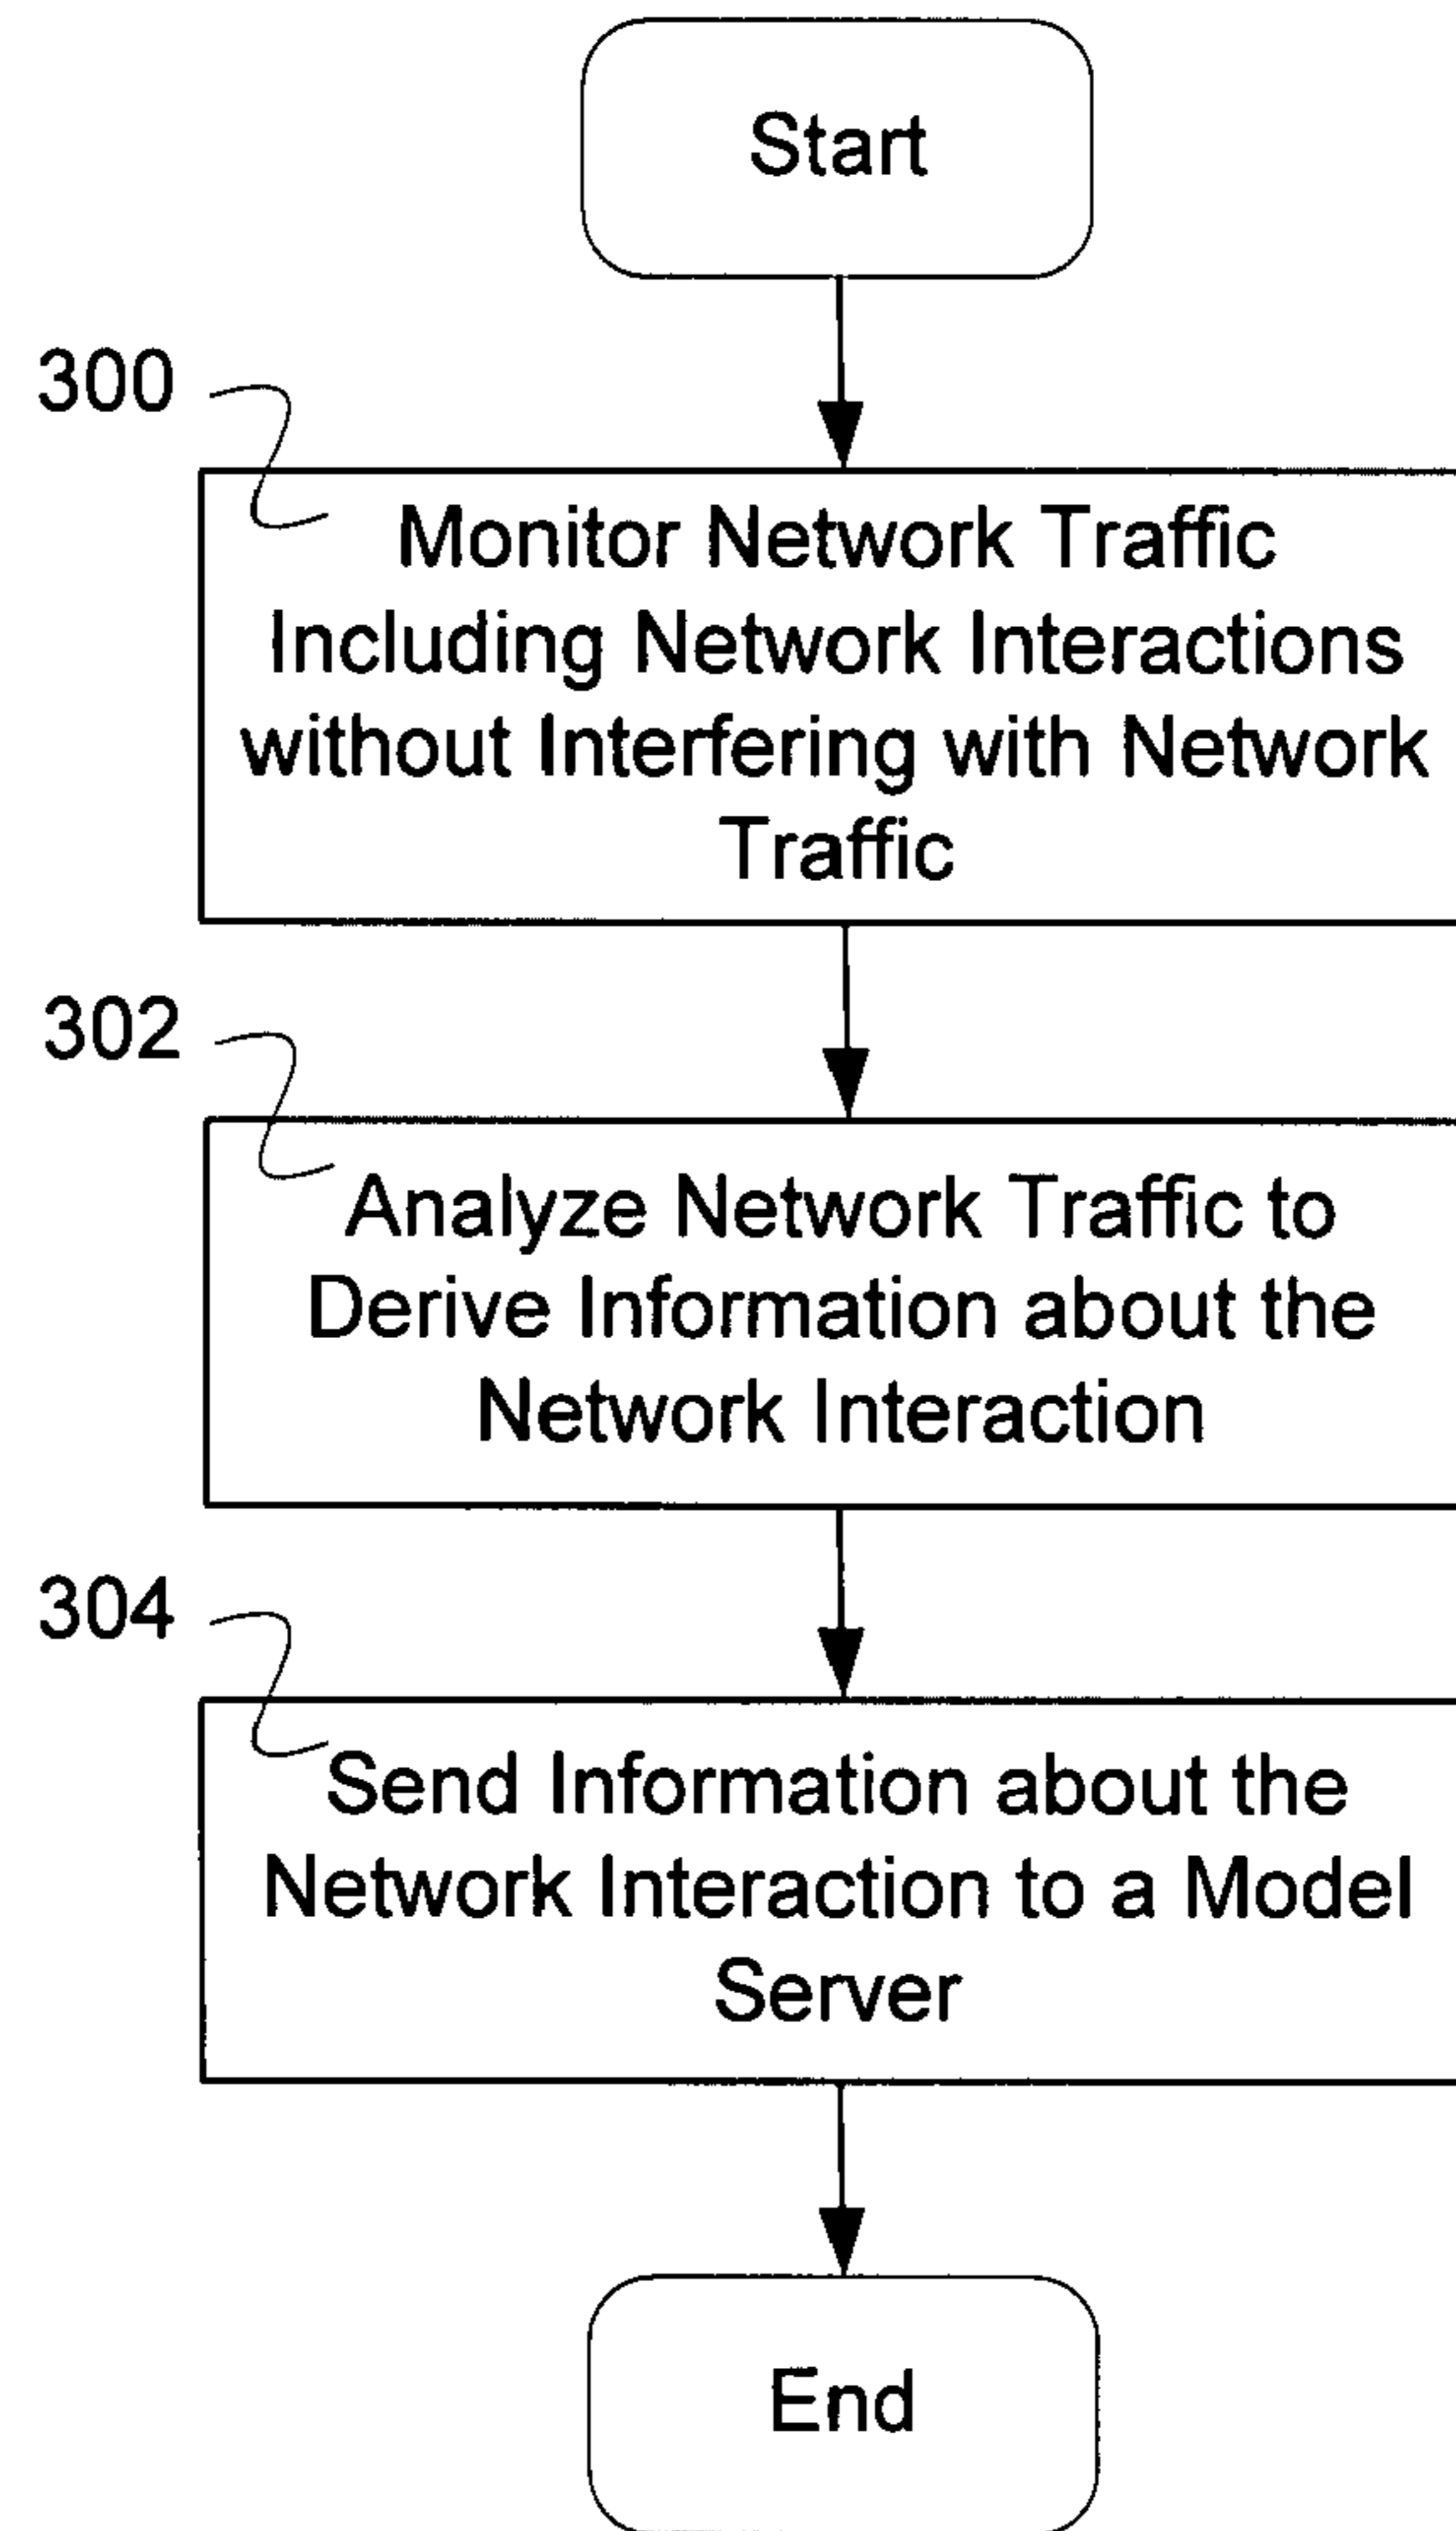 Start
300
Monitor Network Traffic
Including Network Interactions
without Interfering with Network
Traffic
302
Analyze Network Traffic to
Derive Information about the
Network Interaction
304
Send Information about the
Network Interaction to a Model
Server
End